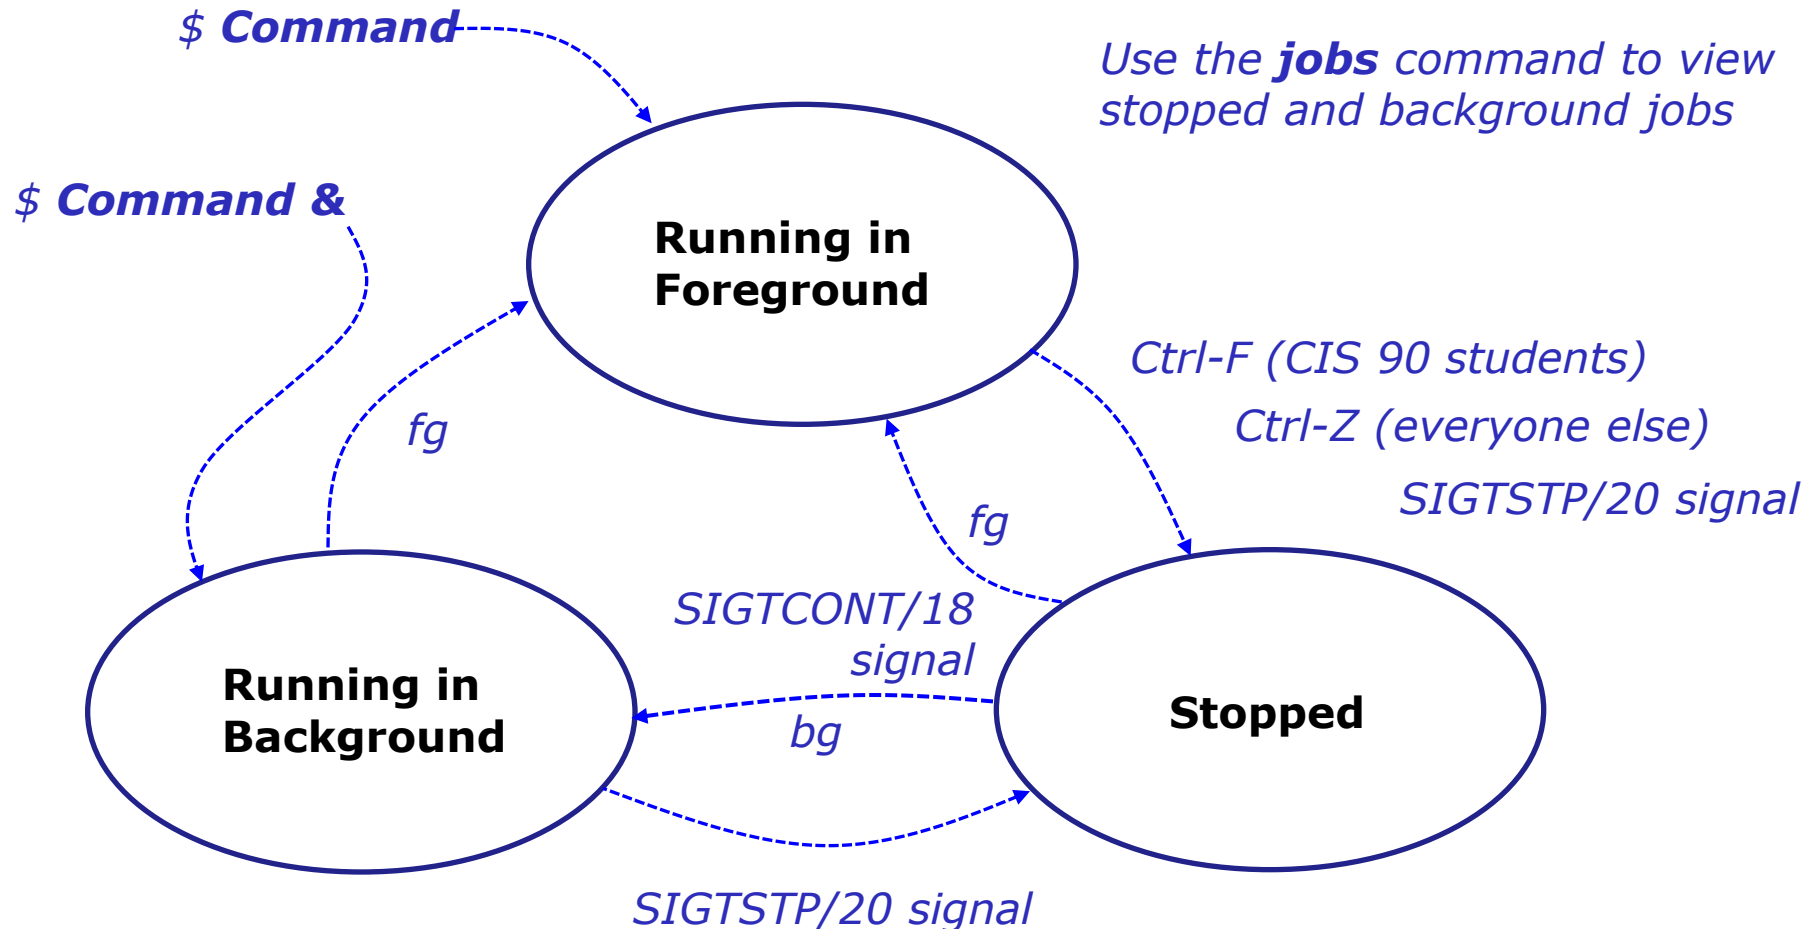 $ Command
Use the jobs command to view
stopped and background jobs
$ Command &
Running in
Foreground
Ctrl-F (CIS 90 students)
Ctrl-Z (everyone else)
SIGTSTP/20 signal
fg
fg
SIGTCONT/18
signal
bg
Running in
Background
Stopped
SIGTSTP/20 signal